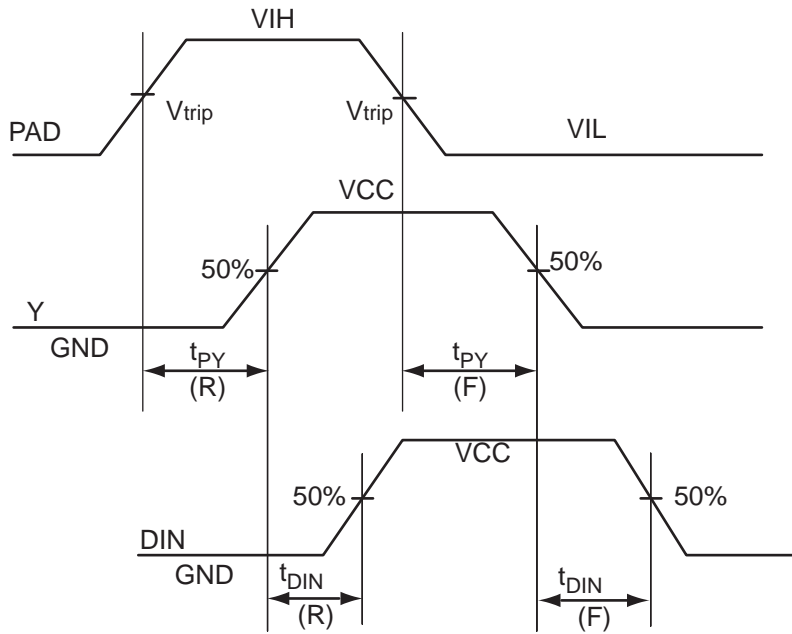 VIH
Vtrip
Vtrip
PAD
VIL
VCC
50%
50%
Y
GND
tPY
(R)
tPY
(F)
VCC
50%
50%
DIN
GND
tDIN
(R)
tDIN
(F)